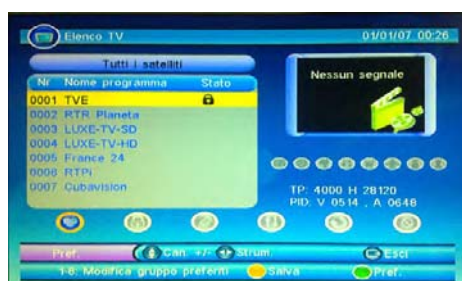 Elenco TV 01/01/07 00:26
Tutti i satelliti
Nr Nome programma Stato
Nessun segnale
0001 TVE
0002 RTR Planeta
0003 LUXE-TV-SD
0004 LUXE-TV-HD
0005 France 24
0006 RTPi
0007 Cubavision
TP: 4000 H 28120
PID: V 0514 , A 0648
Pref. Can. +/- Strum. Esci
1-8: Modifica gruppo preferiti Salva Pref.